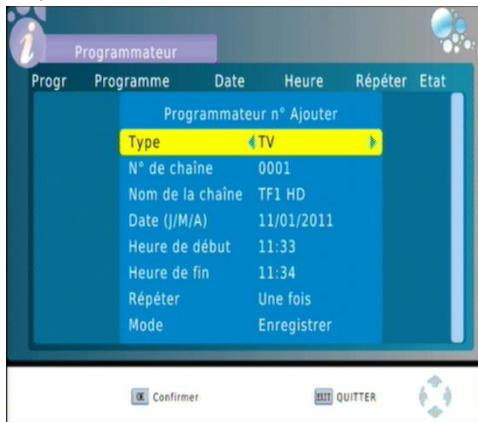 Programmateur
Progr Programme Date Heure Répéter Etat
Programmateur n° Ajouter
Type TV
N° de chaîne 0001
Nom de la chaîne TF1 HD
Date (J/M/A) 11/01/2011
Heure de début 11:33
Heure de fin 11:34
Répéter Une fois
Mode Enregistrer
OK Confirmer EXIT QUITTER